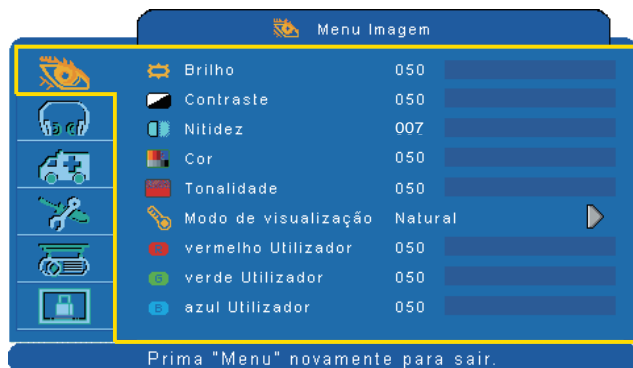 Menu Imagem
Brilho 050
Contraste 050
Nitidez 007
Cor 050
Tonalidade 050
Modo de visualização Natural
R vermelho Utilizador 050
G verde Utilizador 050
B azul Utilizador 050
Prima "Menu" novamente para sair.